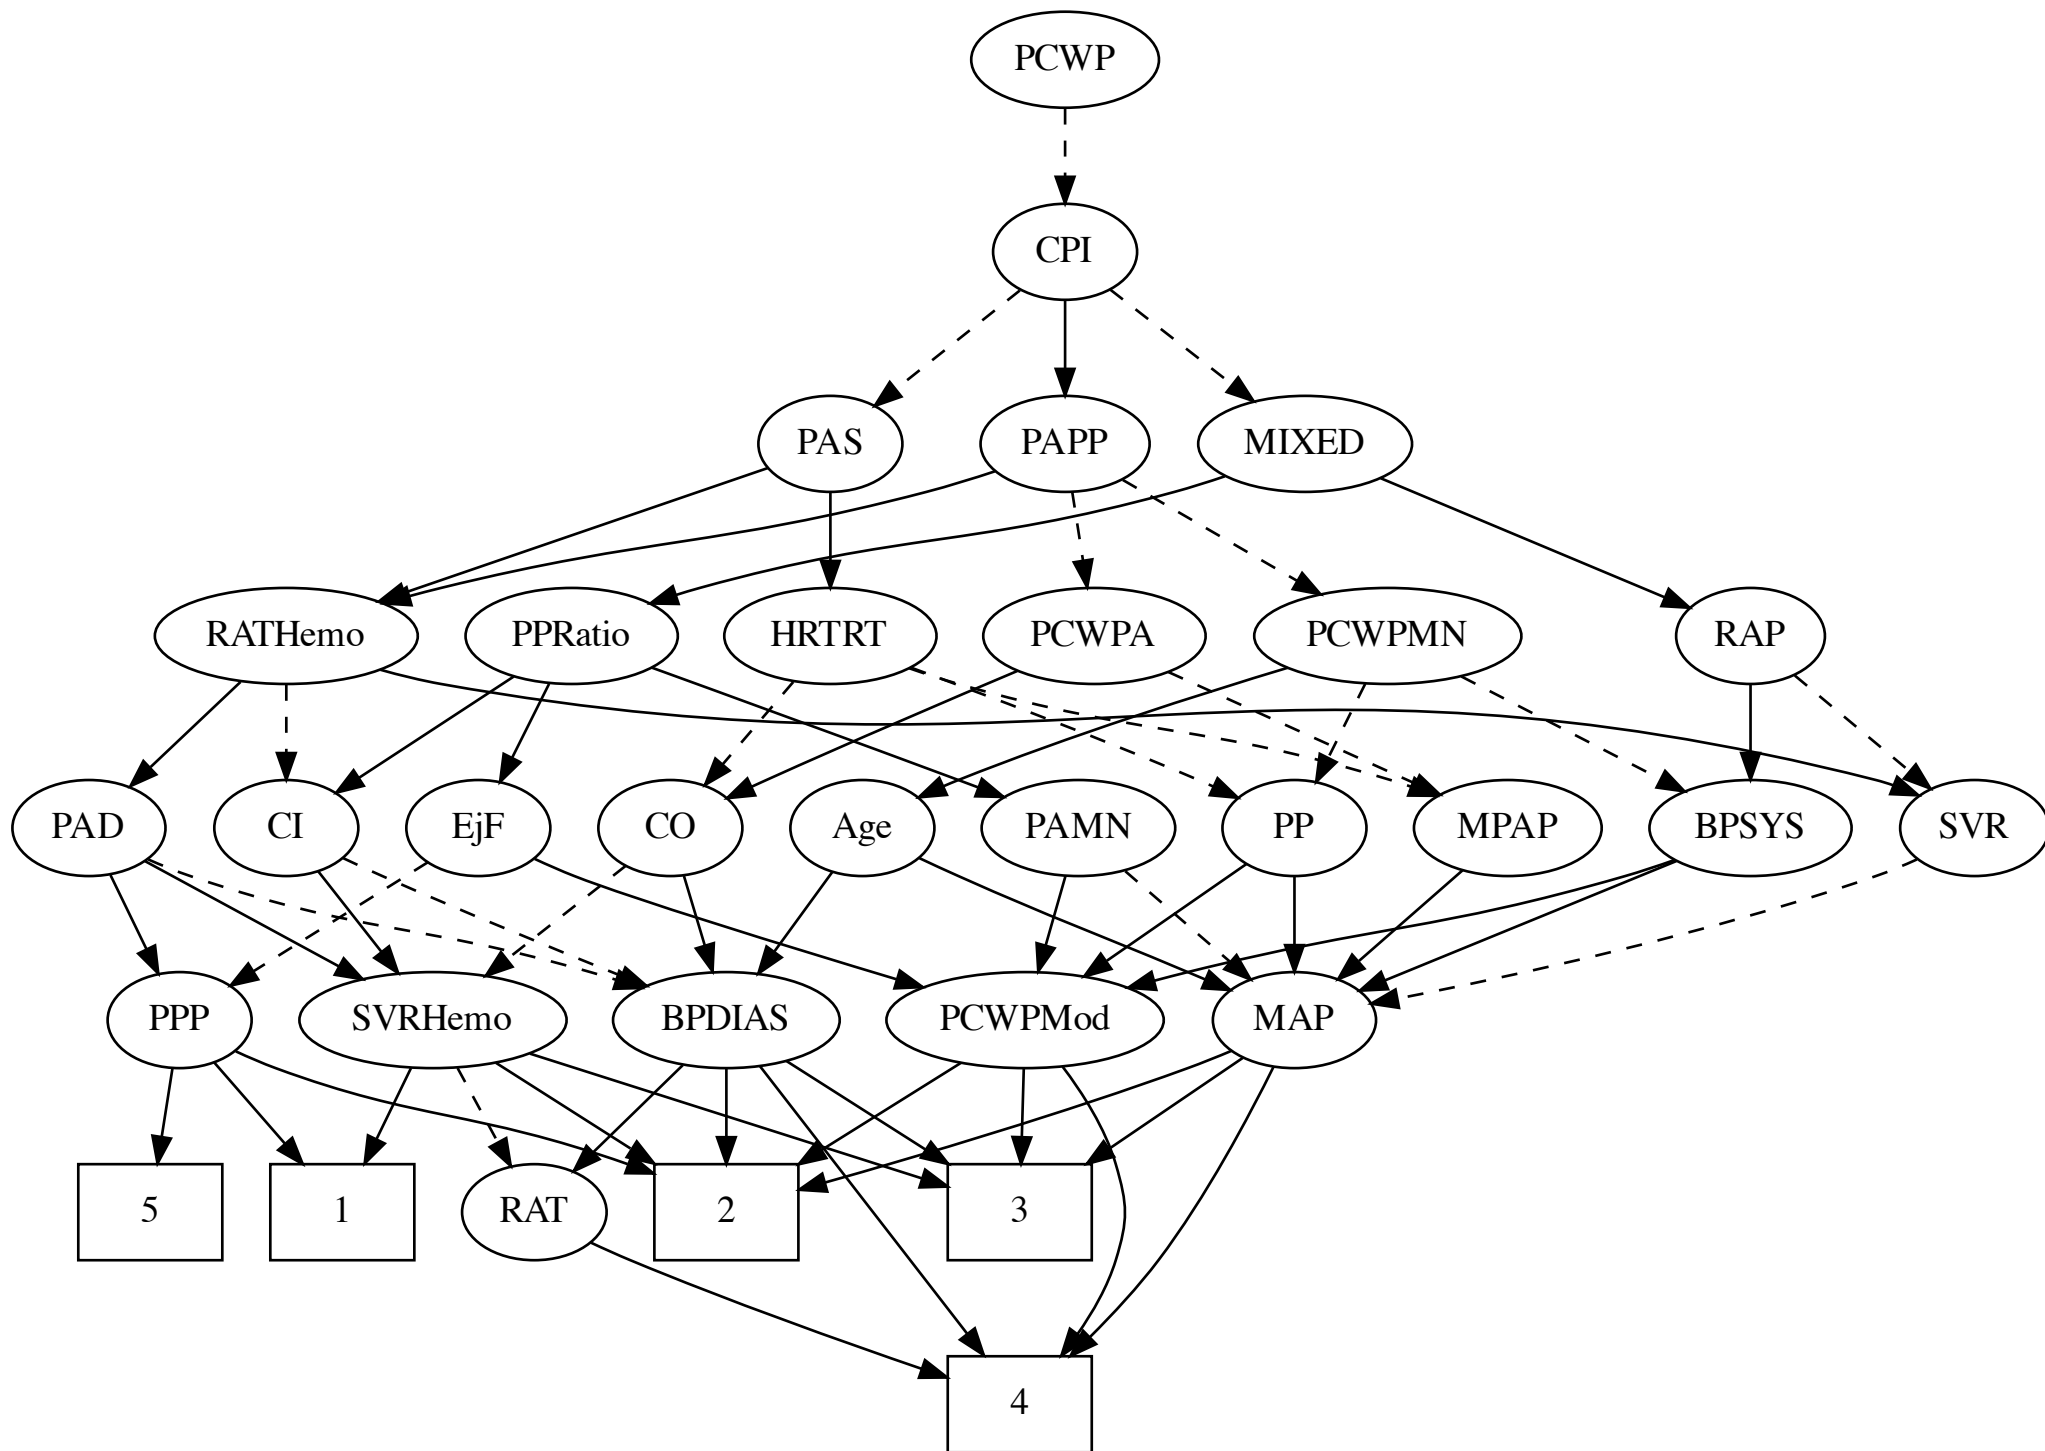 PCWP
CPI
PAS
PAPP
MIXED
RATHemo
PPRatio
HRTRT
PCWPA
PCWPMN
RAP
PAD
CI
EjF
CO
Age
PAMN
PP
MPAP
BPSYS
SVR
PPP
SVRHemo
BPDIAS
PCWPMod
MAP
5
1
RAT
2
3
4